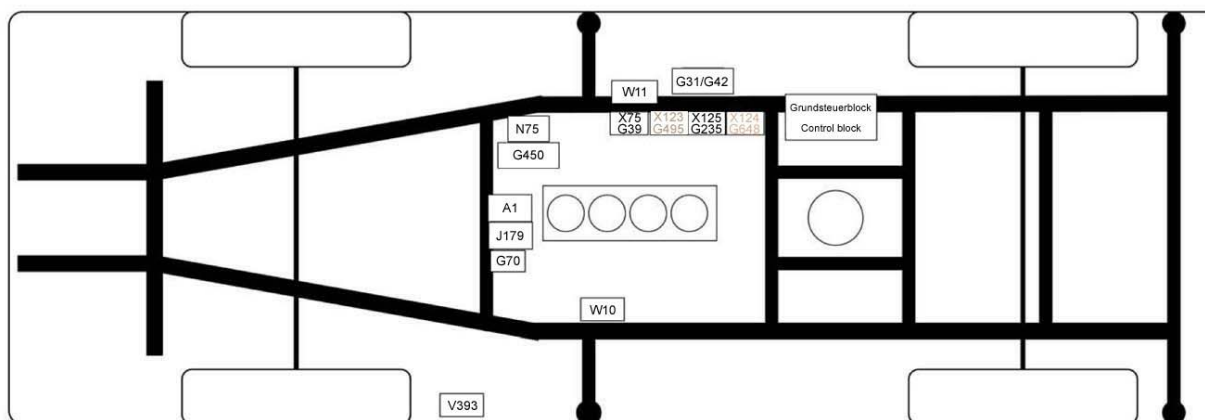 G31/G42
W11
X75 X123 X125 X124
G39 G495 G235 G648
Grundsteuerblock
Control block
N75
G450
A1
J179
G70
W10
V393